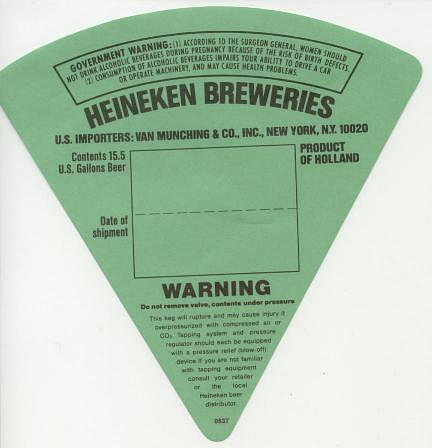 GOVERNMENT WARNING: (1) ACCORDING TO THE SURGEON GENERAL, WOMEN SHOULD
NOT DRINK ALCOHOLIC BEVERAGES DURING PREGNANCY BECAUSE OF THE RISK OF BIRTH DEFECTS.
(2) CONSUMPTION OF ALCOHOLIC BEVERAGES IMPAIRS YOUR ABILITY TO DRIVE A CAR
OR OPERATE MACHINERY, AND MAY CAUSE HEALTH PROBLEMS.
HEINEKEN BREWERIES
U.S. IMPORTERS: VAN MUNCHING & CO., INC., NEW YORK, N.Y. 10020
Contents 15.5
U.S. Gallons Beer
PRODUCT
OF HOLLAND
Date of
shipment
WARNING
Do not remove valve, contents under pressure
This keg will rupture and may cause injury if
overpressurized with compressed air or
CO₂. Tapping system and pressure
regulator should each be equipped
with a pressure relief (blow-off)
device. If you are not familiar
with tapping equipment
consult your retailer
or the local
Heineken beer
distributor.
0537